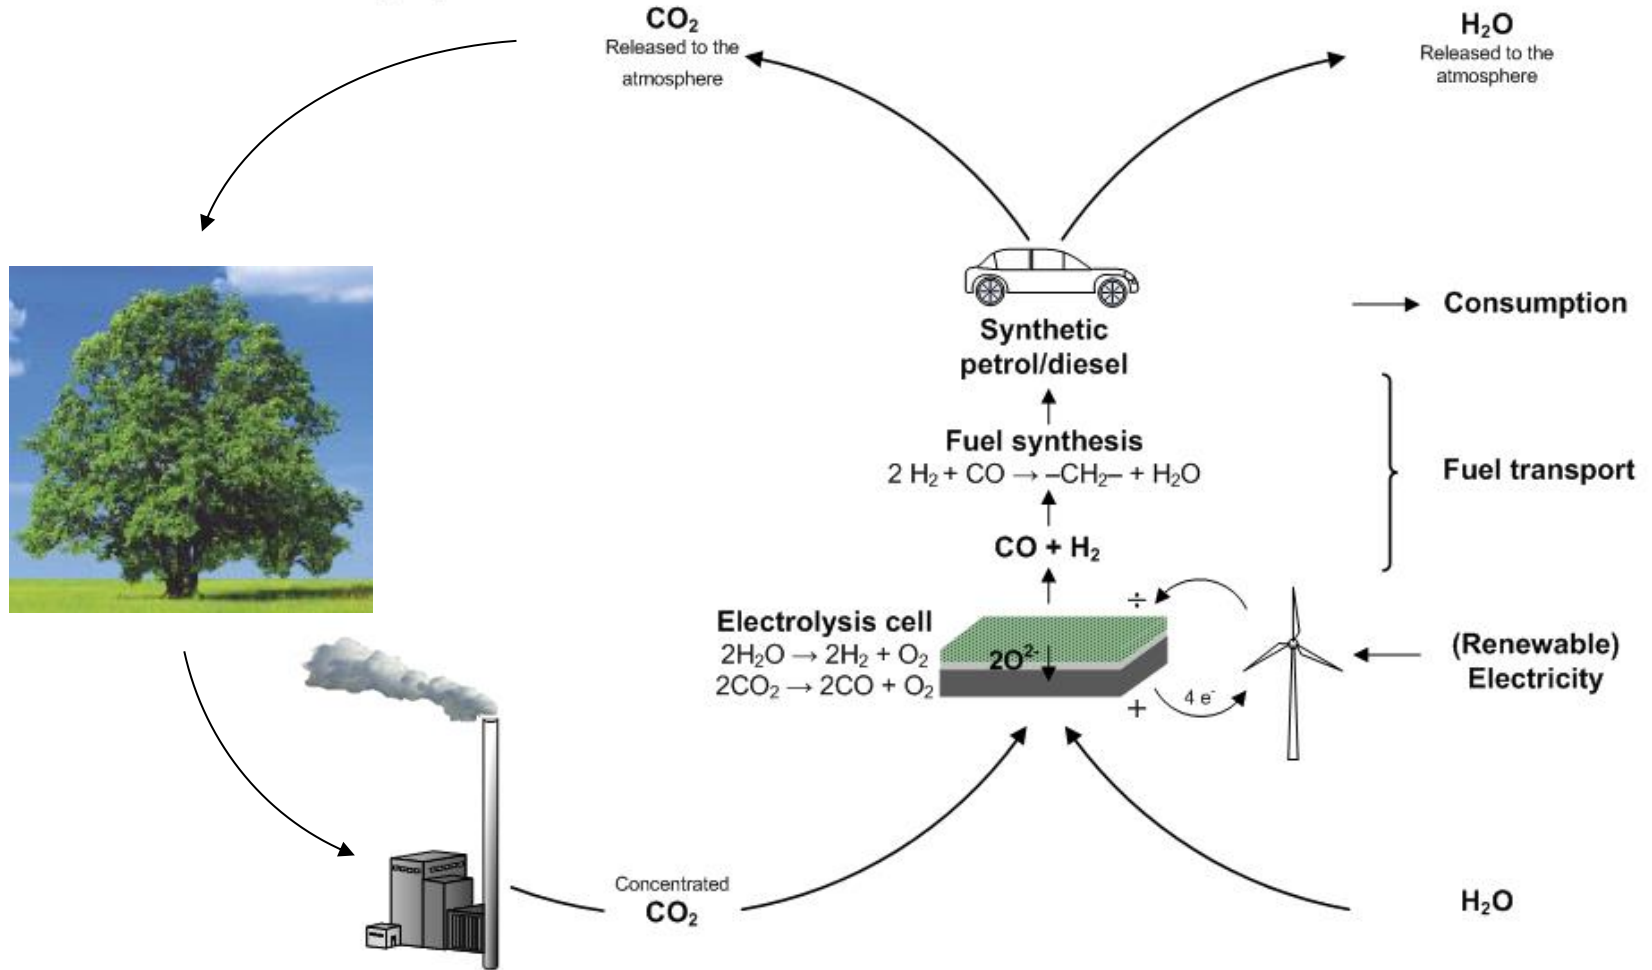 CO₂
Released to the
atmosphere
H₂O
Released to the
atmosphere
Synthetic
petrol/diesel
Consumption
Fuel synthesis
2 H₂ + CO → –CH₂– + H₂O
Fuel transport
CO + H₂
Electrolysis cell
2H₂O → 2H₂ + O₂
2CO₂ → 2CO + O₂
÷
2O²⁻
+
4 e⁻
(Renewable)
Electricity
Concentrated
CO₂
H₂O